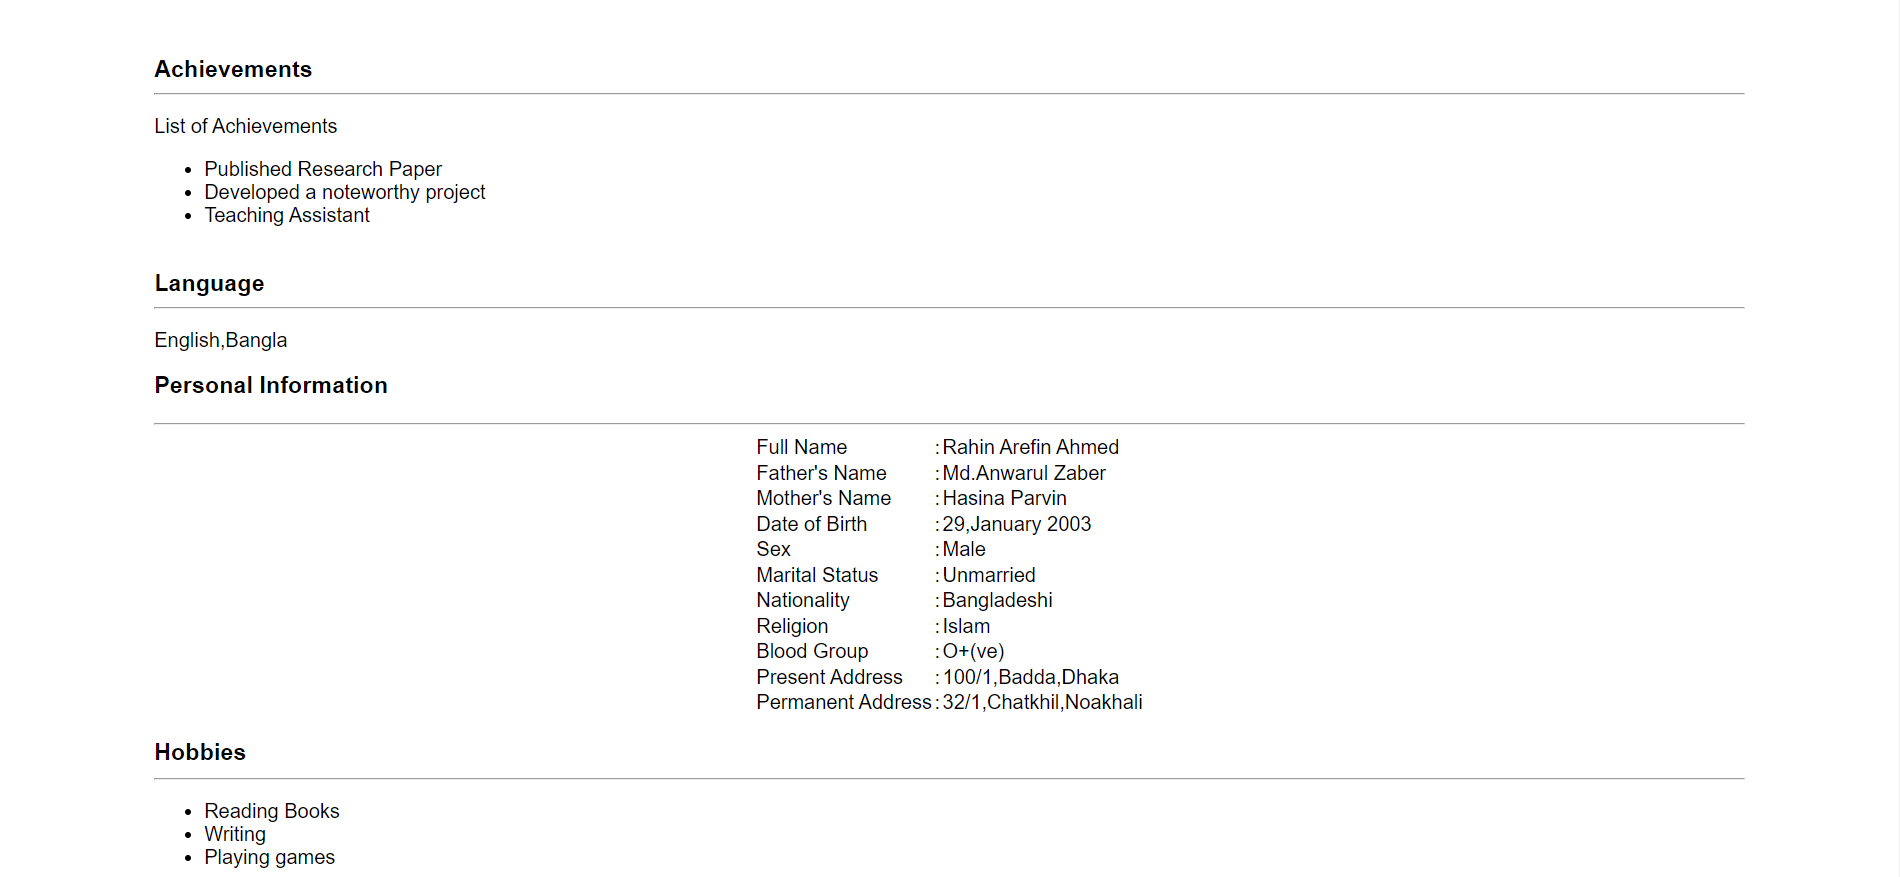 Achievements
List of Achievements
• Published Research Paper
• Developed a noteworthy project
• Teaching Assistant
Language
English,Bangla
Personal Information
Full Name :Rahin Arefin Ahmed
Father's Name :Md.Anwarul Zaber
Mother's Name :Hasina Parvin
Date of Birth :29,January 2003
Sex :Male
Marital Status :Unmarried
Nationality :Bangladeshi
Religion :Islam
Blood Group :O+(ve)
Present Address :100/1,Badda,Dhaka
Permanent Address :32/1,Chatkhil,Noakhali
Hobbies
• Reading Books
• Writing
• Playing games